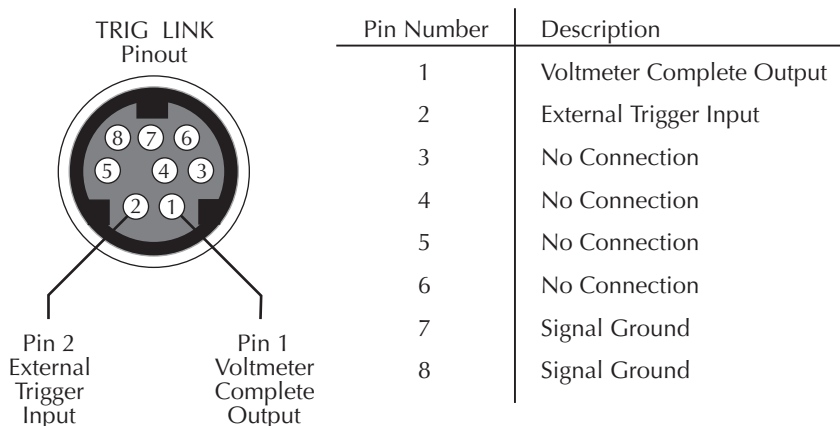 TRIG LINK
Pinout
8 7 6
5 4 3
2 1
Pin 2
External
Trigger
Input
Pin 1
Voltmeter
Complete
Output
Pin Number Description
1 Voltmeter Complete Output
2 External Trigger Input
3 No Connection
4 No Connection
5 No Connection
6 No Connection
7 Signal Ground
8 Signal Ground